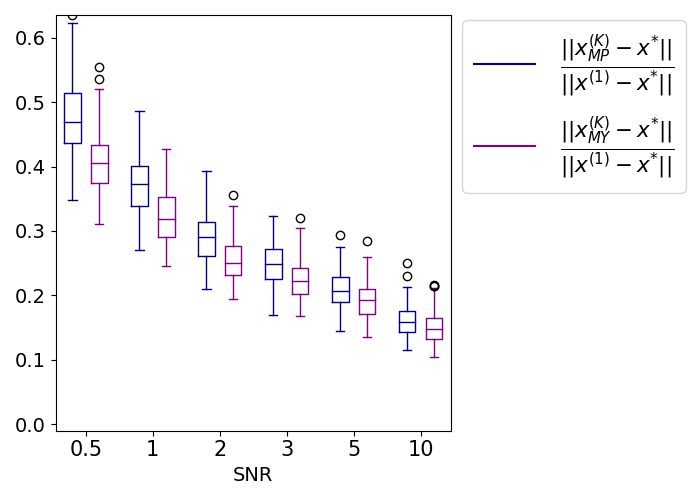 0.6
0.5
0.4
0.3
0.2
0.1
0.0
0.5 1 2 3 5 10
SNR
||x_{MP}^{(K)} − x^*||
||x^{(1)} − x^*||
||x_{MY}^{(K)} − x^*||
||x^{(1)} − x^*||